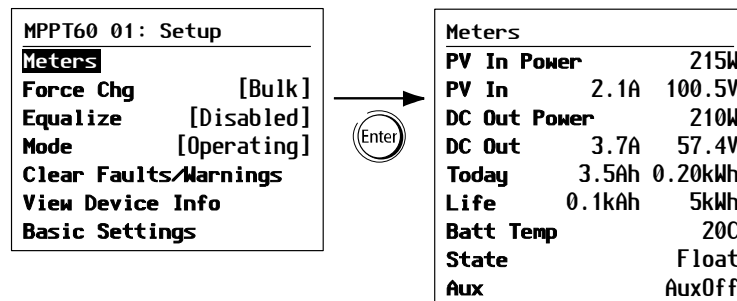 MPPT60 01: Setup
Meters
Force Chg [Bulk]
Equalize [Disabled]
Mode [Operating]
Clear Faults/Warnings
View Device Info
Basic Settings
Enter
Meters
PV In Power 215W
PV In 2.1A 100.5V
DC Out Power 210W
DC Out 3.7A 57.4V
Today 3.5Ah 0.20kWh
Life 0.1kAh 5kWh
Batt Temp 20C
State Float
Aux AuxOff